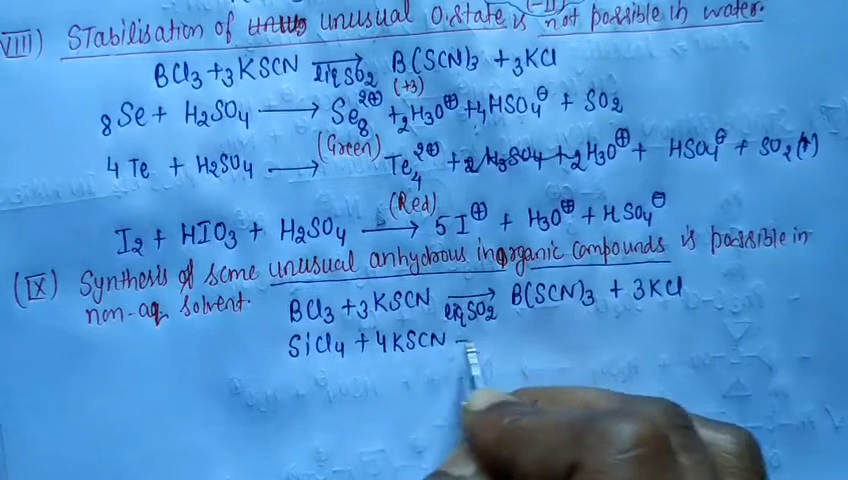 (-II)
VIII) Stabilisation of unusual O.state is not possible in water.
BCl3 + 3KSCN → liq SO2 B(SCN)3 + 3KCl
(+3)
8Se + H2SO4 → Se8 2⊕ + 2H3O⊕ + 4HSO4⊖ + SO2
(Green)
4Te + H2SO4 → Te4 2⊕ + 2H3O⊕ + HSO4⊖ + SO2(↑)
(Red)
I2 + HIO3 + H2SO4 → 5I⊕ + H3O⊕ + HSO4⊖
(IX) Synthesis of some unusual anhydrous inorganic compounds is possible in
non-aq. solvent.
BCl3 + 3KSCN → liq SO2 B(SCN)3 + 3KCl
SiCl4 + 4KSCN –